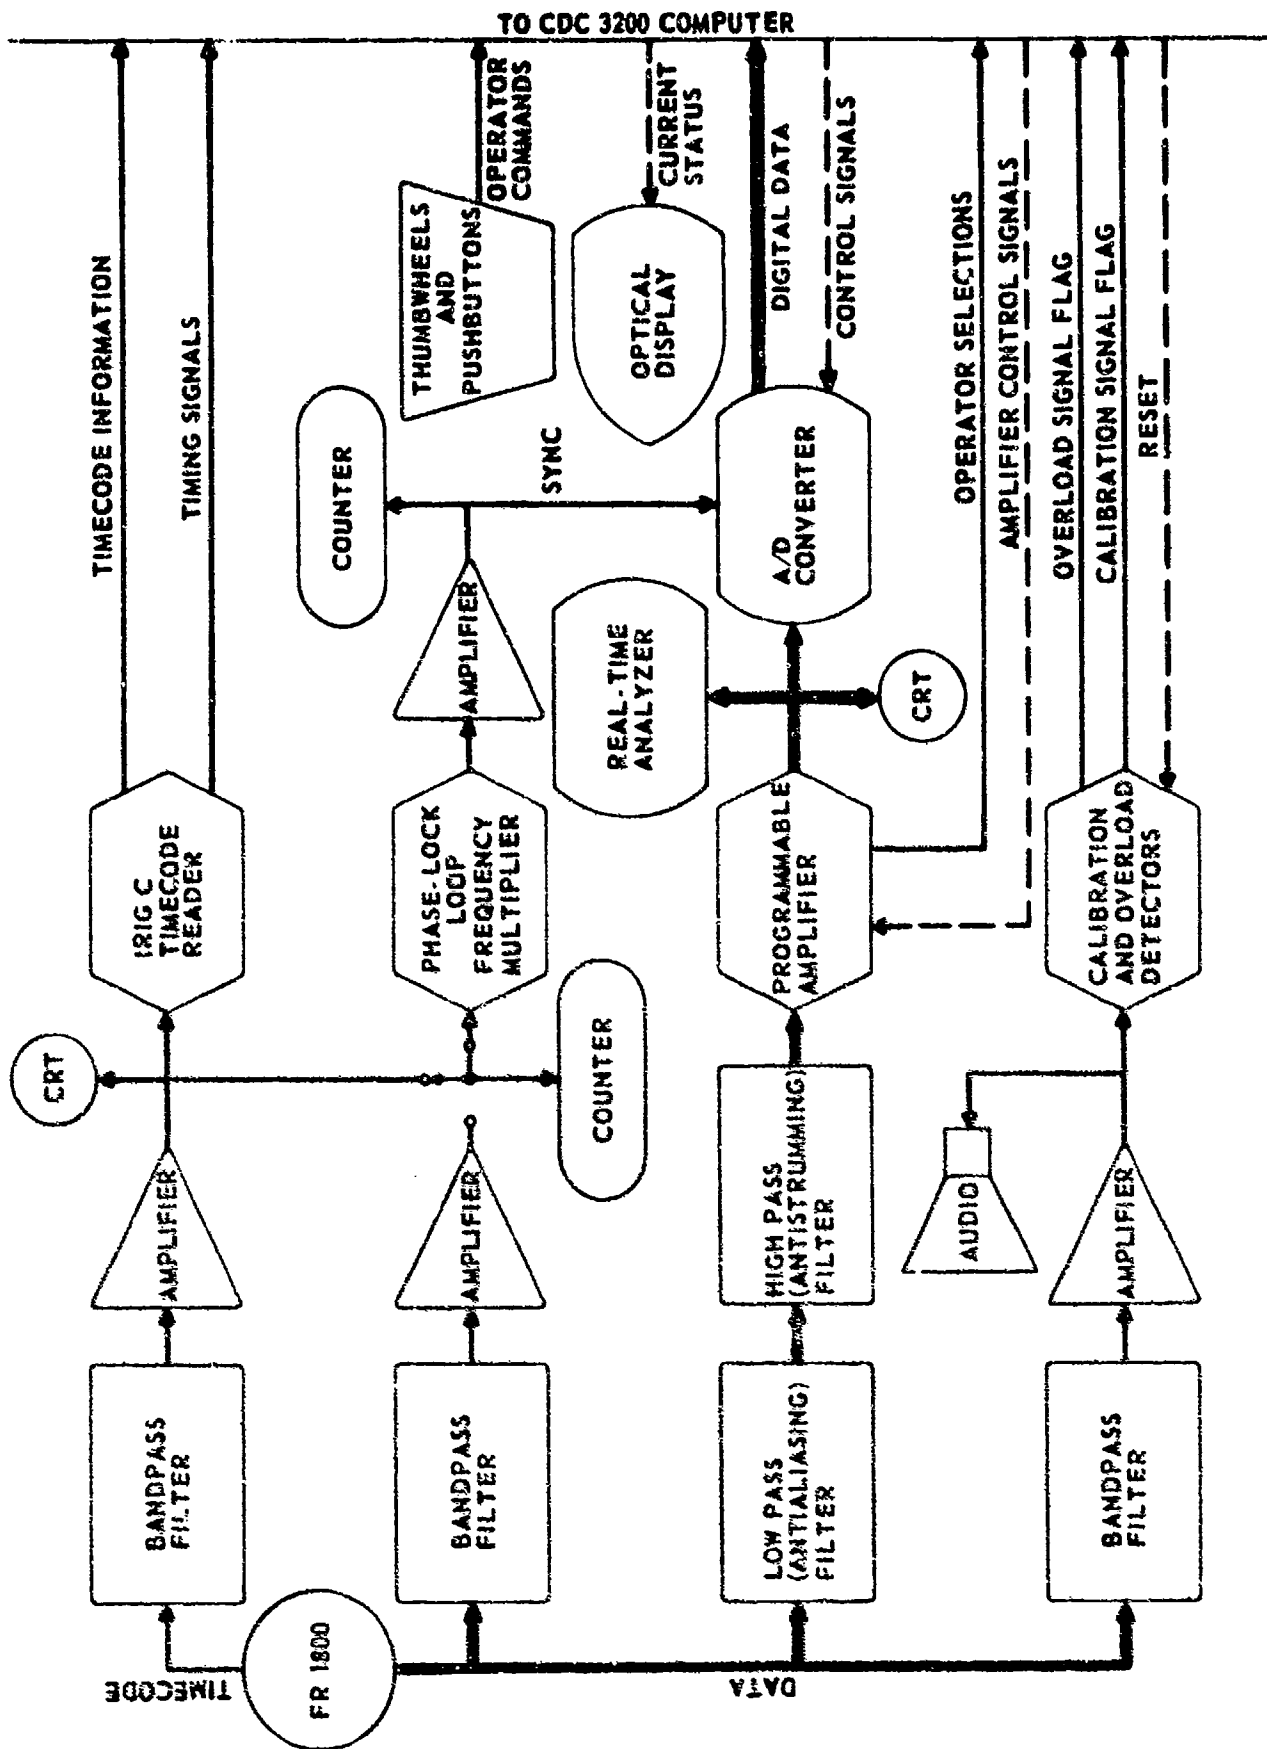 TO CDC 3200 COMPUTER
TIMECODE INFORMATION
TIMING SIGNALS
OPERATOR
COMMANDS
CURRENT
STATUS
DIGITAL DATA
CONTROL SIGNALS
OPERATOR SELECTIONS
AMPLIFIER CONTROL SIGNALS
OVERLOAD SIGNAL FLAG
CALIBRATION SIGNAL FLAG
RESET
THUMBWHEELS
AND
PUSHBUTTONS
OPTICAL
DISPLAY
COUNTER
SYNC
AMPLIFIER
REAL-TIME
ANALYZER
A/D
CONVERTER
CRT
IRIG C
TIMECODE
READER
PHASE-LOCK
LOOP
FREQUENCY
MULTIPLIER
PROGRAMMABLE
AMPLIFIER
CALIBRATION
AND OVERLOAD
DETECTORS
CRT
COUNTER
AMPLIFIER
AMPLIFIER
HIGH PASS
(ANTISTRUMMING)
FILTER
AUDIO
AMPLIFIER
BANDPASS
FILTER
BANDPASS
FILTER
LOW PASS
(ANTIALIASING)
FILTER
BANDPASS
FILTER
TIMECODE
FR 1800
DATA